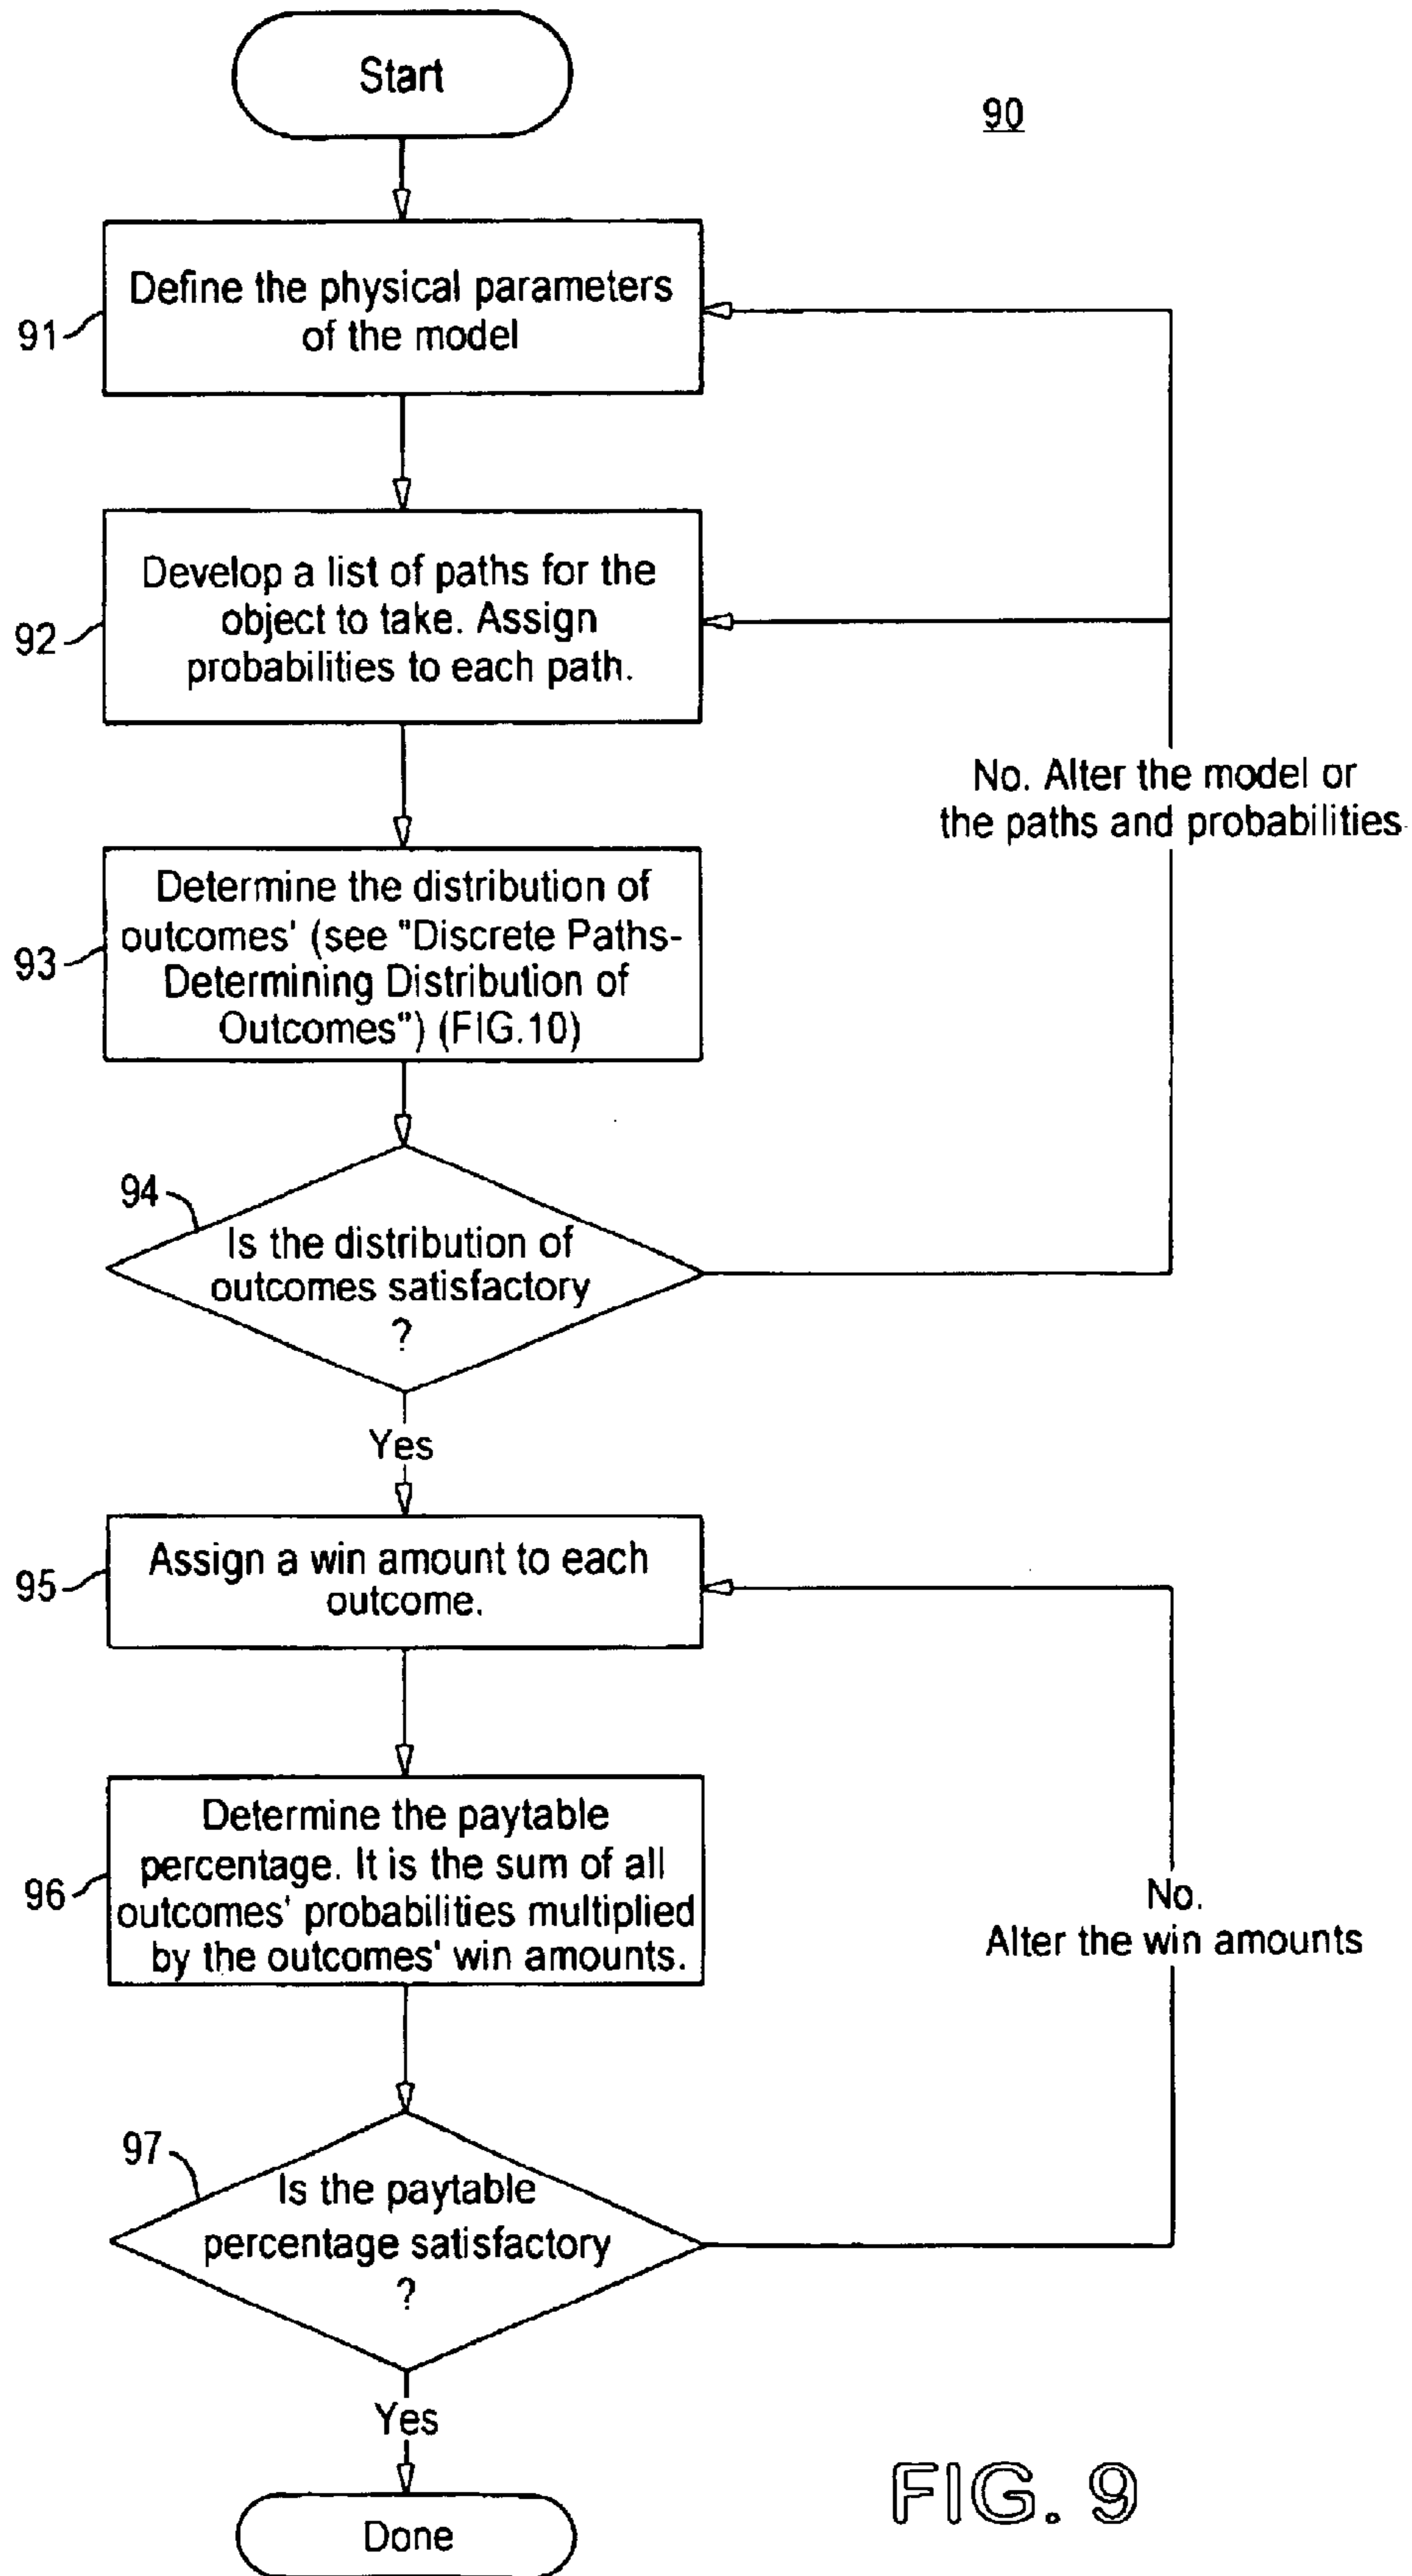 Start
90
Define the physical parameters
of the model
91
Develop a list of paths for the
object to take. Assign
probabilities to each path.
92
No. Alter the model or
the paths and probabilities
Determine the distribution of
outcomes' (see "Discrete Paths-
Determining Distribution of
Outcomes") (FIG.10)
93
94
Is the distribution of
outcomes satisfactory
?
Yes
Assign a win amount to each
outcome.
95
Determine the paytable
percentage. It is the sum of all
outcomes' probabilities multiplied
by the outcomes' win amounts.
96
No.
Alter the win amounts
97
Is the paytable
percentage satisfactory
?
Yes
Done
FIG. 9